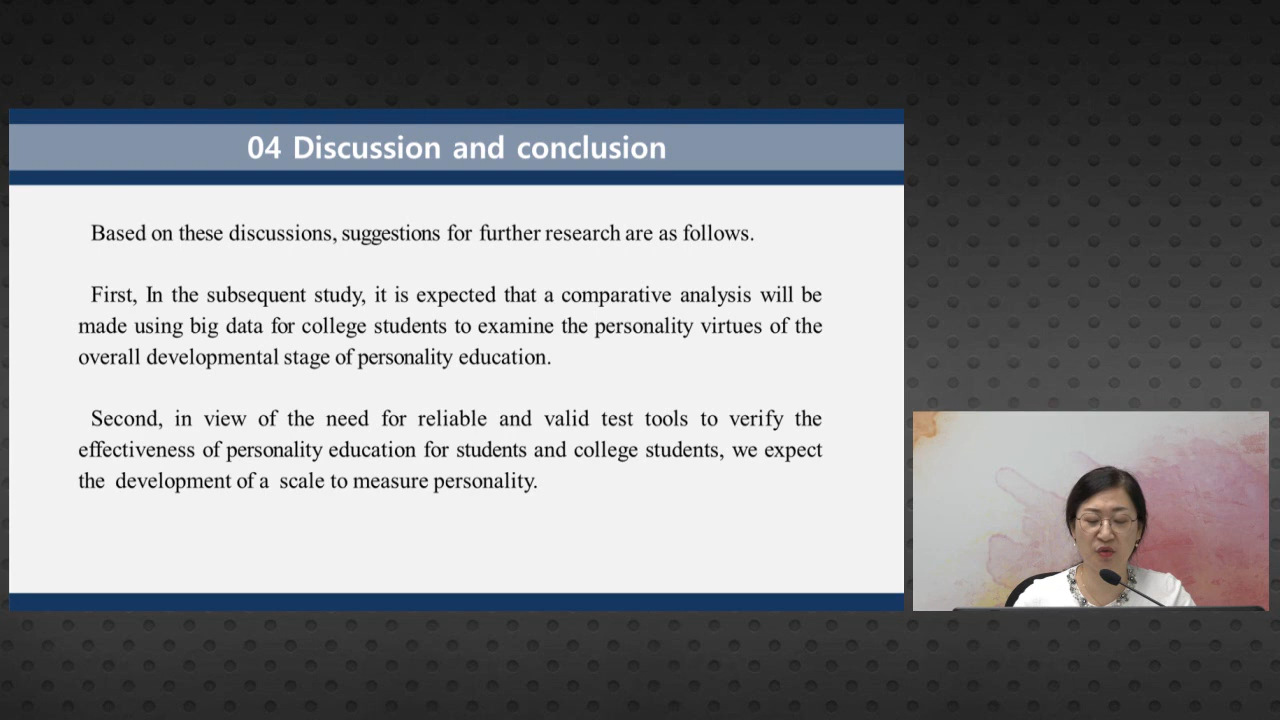 04 Discussion and conclusion
Based on these discussions, suggestions for further research are as follows.
First, In the subsequent study, it is expected that a comparative analysis will be
made using big data for college students to examine the personality virtues of the
overall developmental stage of personality education.
Second, in view of the need for reliable and valid test tools to verify the
effectiveness of personality education for students and college students, we expect
the development of a scale to measure personality.